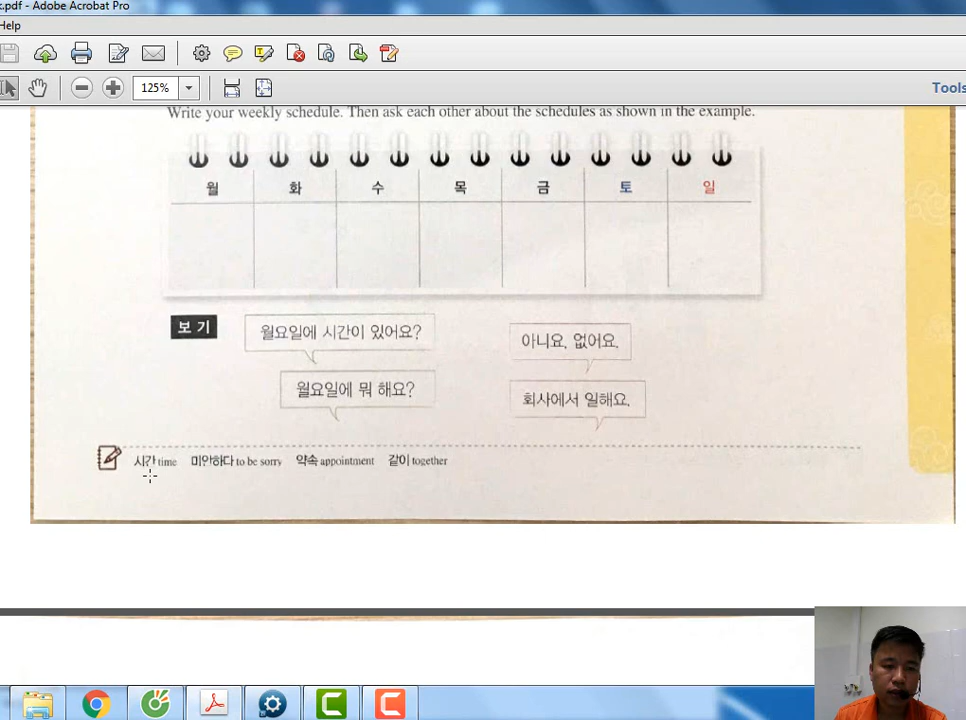 k.pdf - Adobe Acrobat Pro
Help
125%
Tools
Write your weekly schedule. Then ask each other about the schedules as shown in the example.
월 화 수 목 금 토 일
보 기
월요일에 시간이 있어요?
아니요, 없어요.
월요일에 뭐 해요?
회사에서 일해요.
시간 time 미안하다 to be sorry 약속 appointment 같이 together